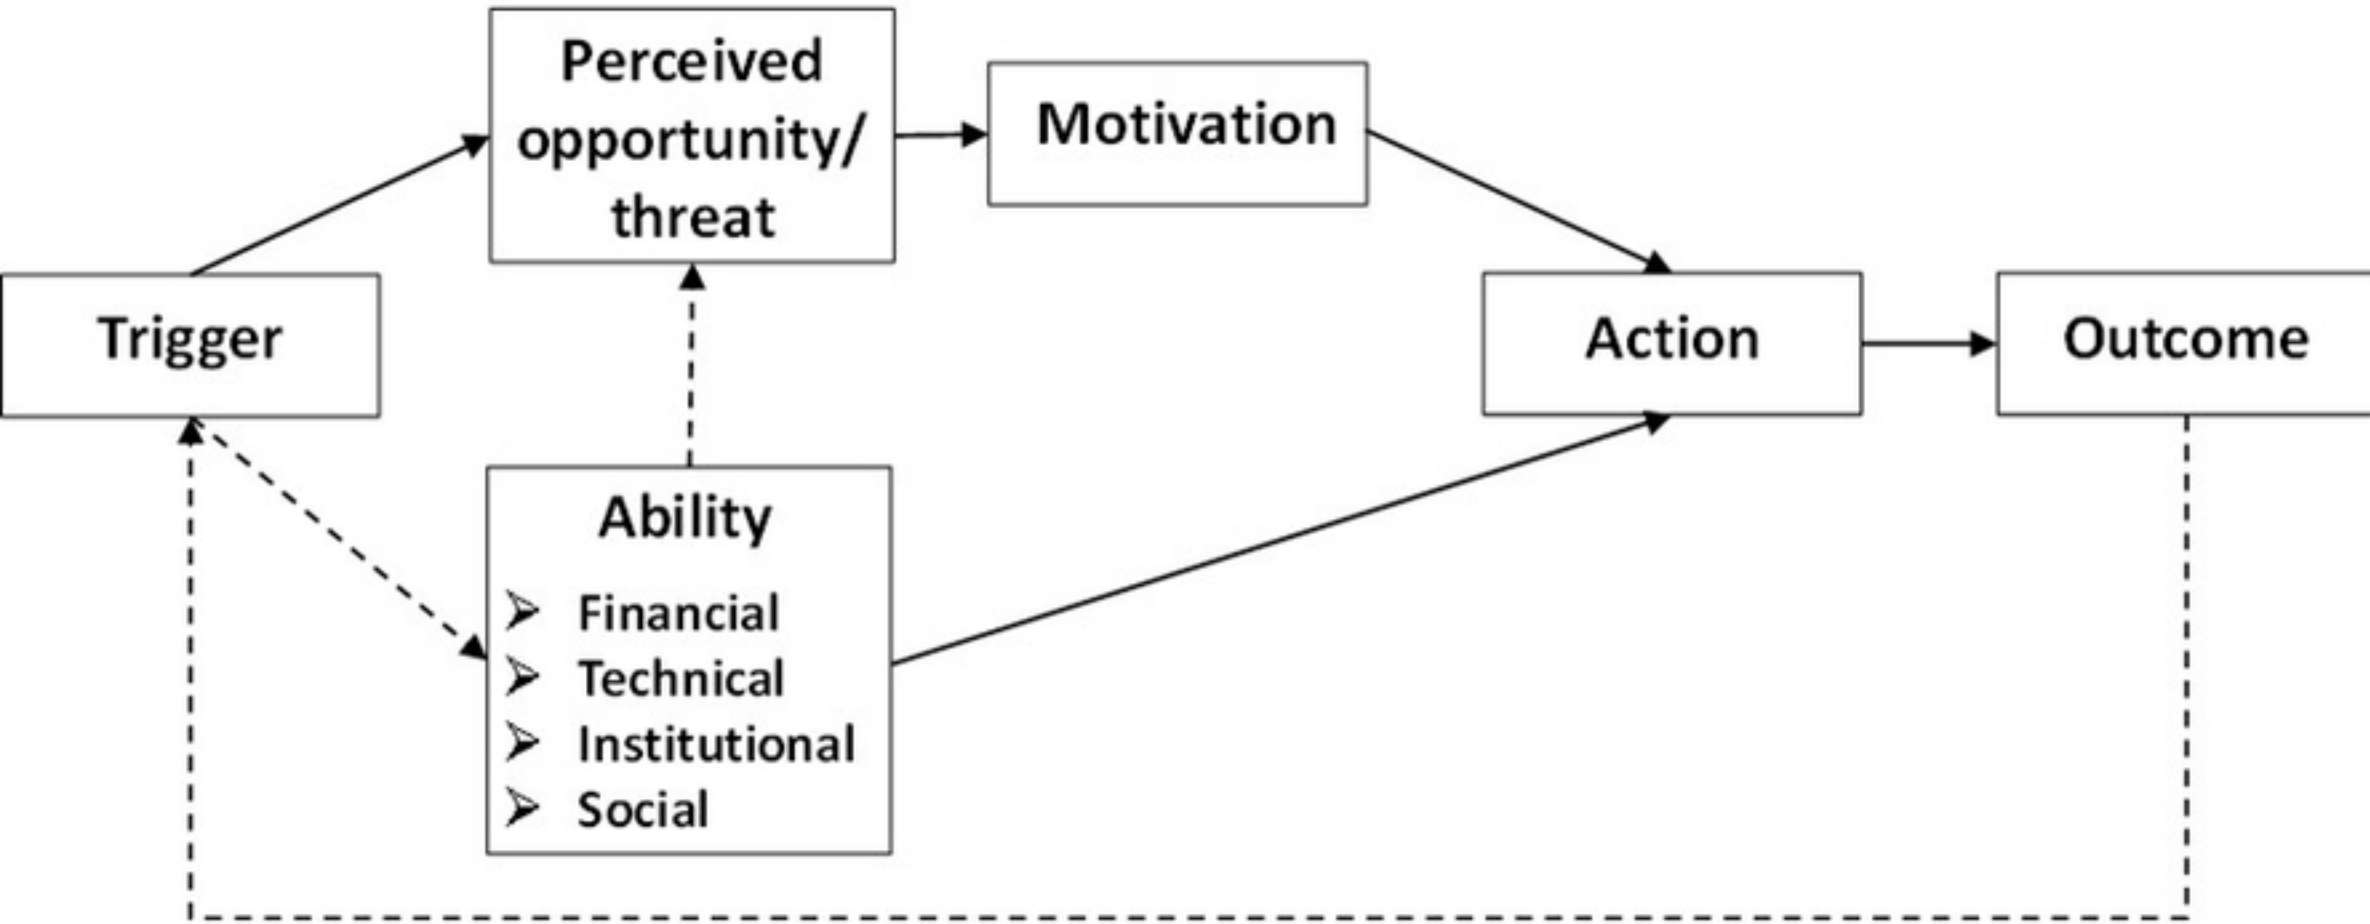 Perceived
opportunity/
threat
Motivation
Trigger
Action
Outcome
Ability
Financial
Technical
Institutional
Social